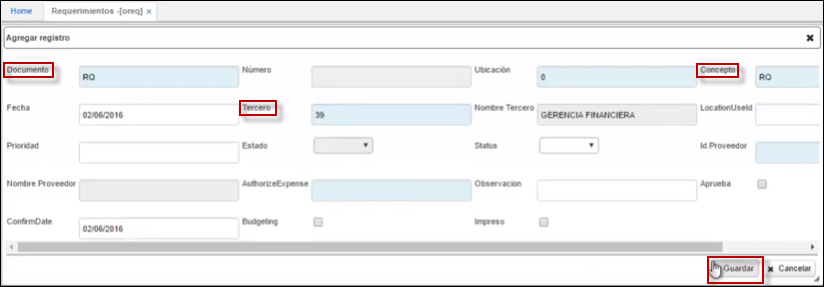 Home Requerimientos -[oreq] ×
Agregar registro
Documento RQ Número Ubicación 0 Concepto RQ
Fecha 02/06/2016 Tercero 39 Nombre Tercero GERENCIA FINANCIERA LocationUseId
Prioridad Estado Status Id.Proveedor
Nombre Proveedor AuthorizeExpense Observacion Aprueba
ConfirmDate 02/06/2016 Budgeting Impreso
Guardar Cancelar